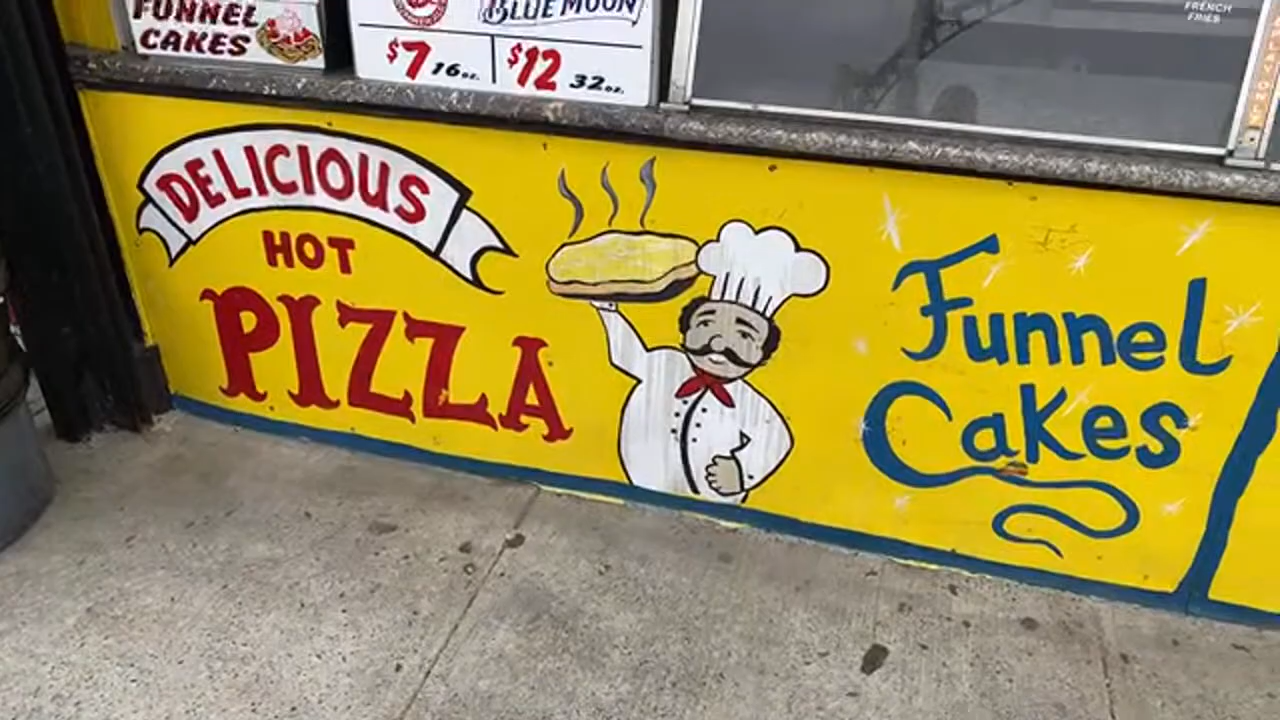 FUNNEL
CAKES
BLUE MOON
$7 16oz.
$12 32oz.
FRENCH
FRIES
DELICIOUS
HOT
PIZZA
Funnel
Cakes